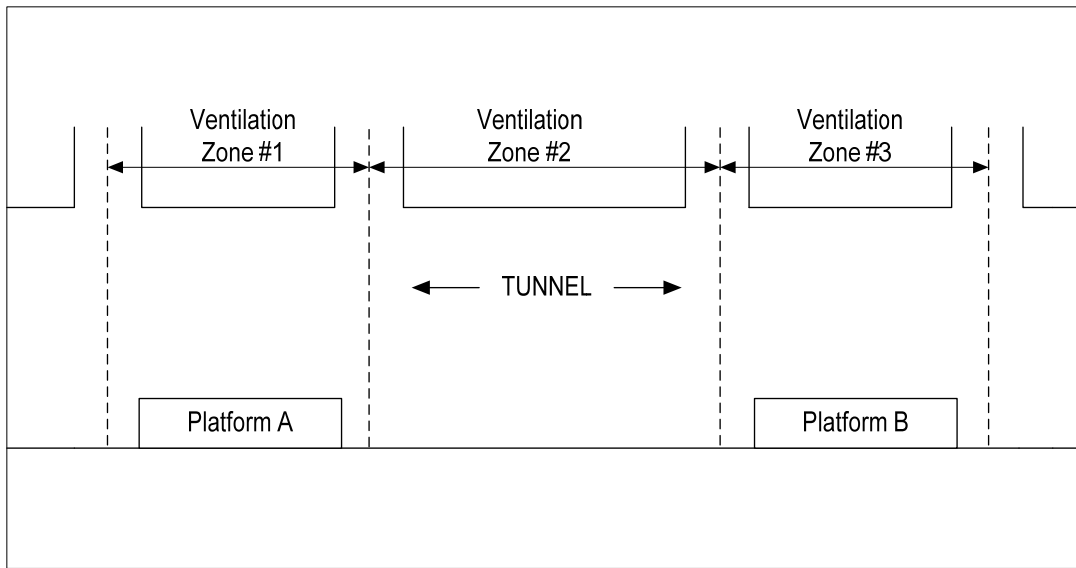 Ventilation
Zone #1
Ventilation
Zone #2
Ventilation
Zone #3
TUNNEL
Platform A
Platform B